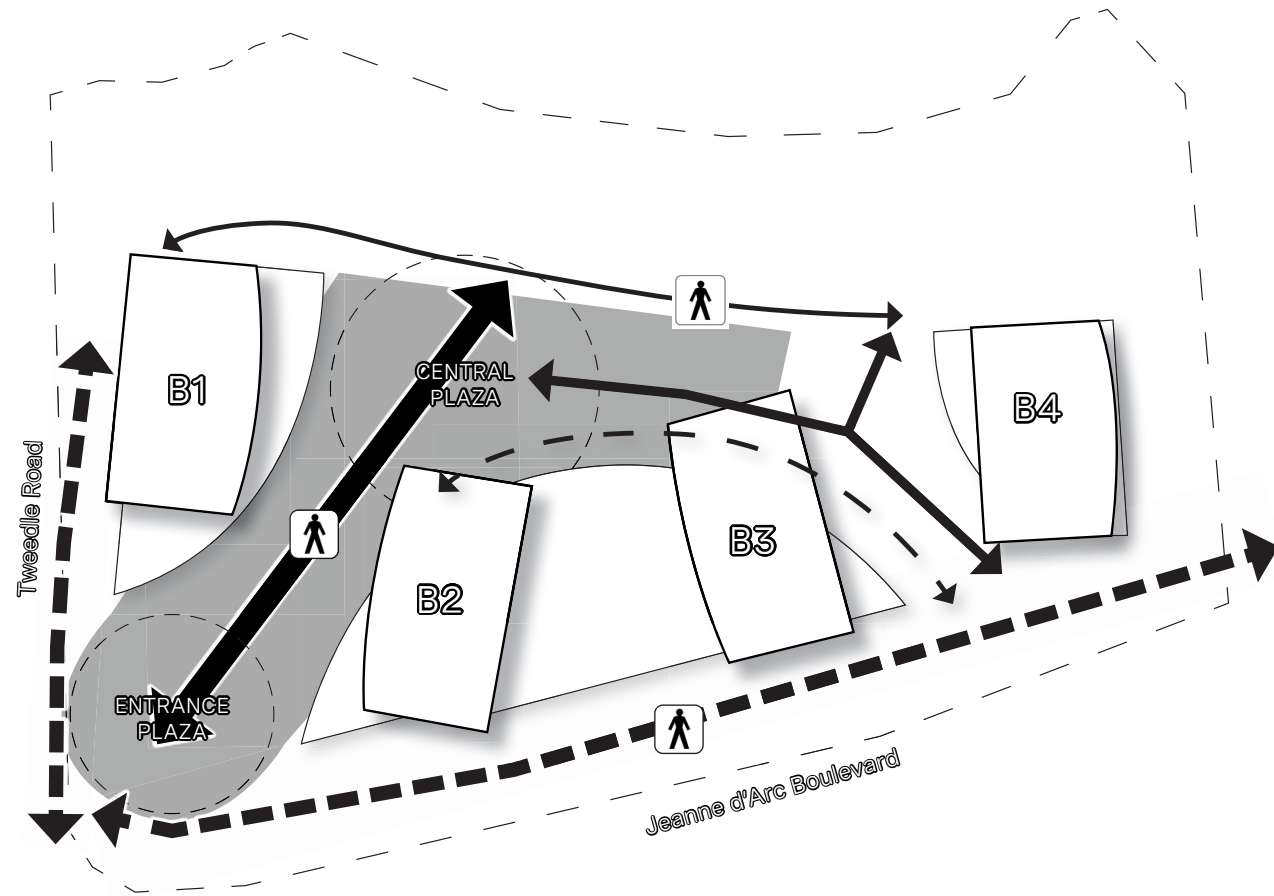 CENTRAL
PLAZA
B1
B4
B3
B2
Tweedle Road
ENTRANCE
PLAZA
Jeanne d'Arc Boulevard